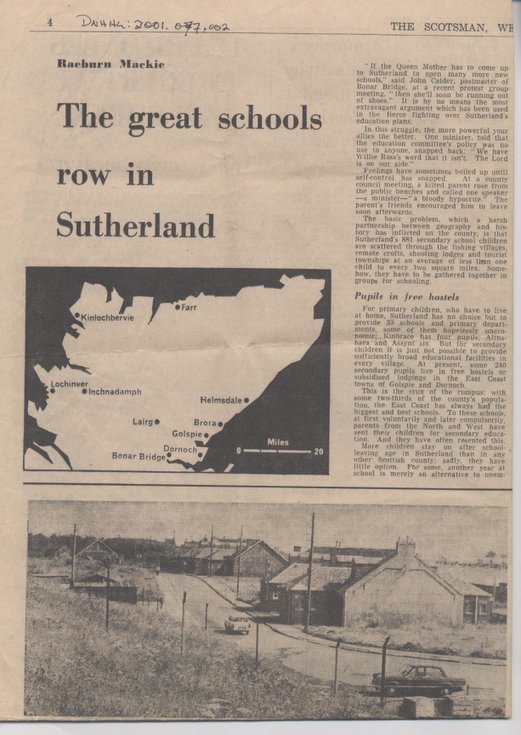 4
DNHHL: 2001.077.002
THE SCOTSMAN, WE
Raeburn Mackie
The great schools
row in
Sutherland
Kinlochbervie
Farr
Lochinver
Inchnadamph
Helmsdale
Lairg
Brora
Golspie
Dornoch
Bonar Bridge
Miles
0 20
"If the Queen Mother has to come up
to Sutherland to open many more new
schools," said John Calder, postmaster of
Bonar Bridge, at a recent protest group
meeting, "then she'll soon be running out
of shoes." It is by no means the most
extravagant argument which has been used
in the fierce fighting over Sutherland's
education plans.
In this struggle, the more powerful your
allies the better. One minister, told that
the education committee's policy was no
use to anyone, snapped back: "We have
Willie Ross's word that it isn't. The Lord
is on our side."
Feelings have sometimes boiled up until
self-control has snapped. At a county
council meeting, a kilted parent rose from
the public benches and called one speaker
—a minister—"a bloody hypocrite." The
parent's friends encouraged him to leave
soon afterwards.
The basic problem, which a harsh
partnership between geography and his-
tory has inflicted on the county, is that
Sutherland's 881 secondary school children
are scattered through the fishing villages,
remote crofts, shooting lodges and tourist
townships at an average of less than one
child to every two square miles. Some-
how, they have to be gathered together in
groups for schooling.
Pupils in free hostels
For primary children, who have to live
at home, Sutherland has no choice but to
provide 35 schools and primary depart-
ments, some of them hopelessly uneco-
nomic; Kinbrace has four pupils, Altna-
hara and Assynt six. But for secondary
children it is just not possible to provide
sufficiently broad educational facilities in
every village. At present, some 240
secondary pupils live in free hostels or
subsidised lodgings in the East Coast
towns of Golspie and Dornoch.
This is the crux of the rumpus: with
some two-thirds of the county's popula-
tion, the East Coast has always had the
biggest and best schools. To these schools,
at first voluntarily and later compulsorily,
parents from the North and West have
sent their children for secondary educa-
tion. And they have often resented this.
More children stay on after school-
leaving age in Sutherland than in any
other Scottish county; sadly, they have
little option. For some, another year at
school is merely an alternative to unem-